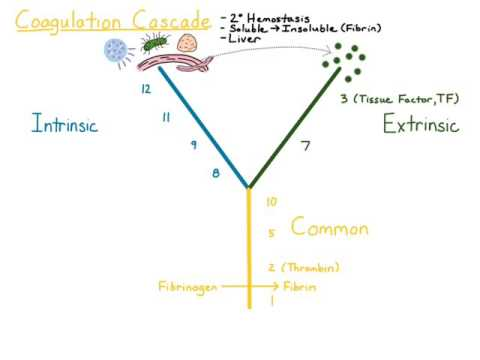 Coagulation Cascade
- 2° Hemostasis
- Soluble → Insoluble (Fibrin)
- Liver
12
3 (Tissue Factor, TF)
11
Intrinsic
Extrinsic
9
7
8
10
5
Common
2 (Thrombin)
Fibrinogen → Fibrin
1